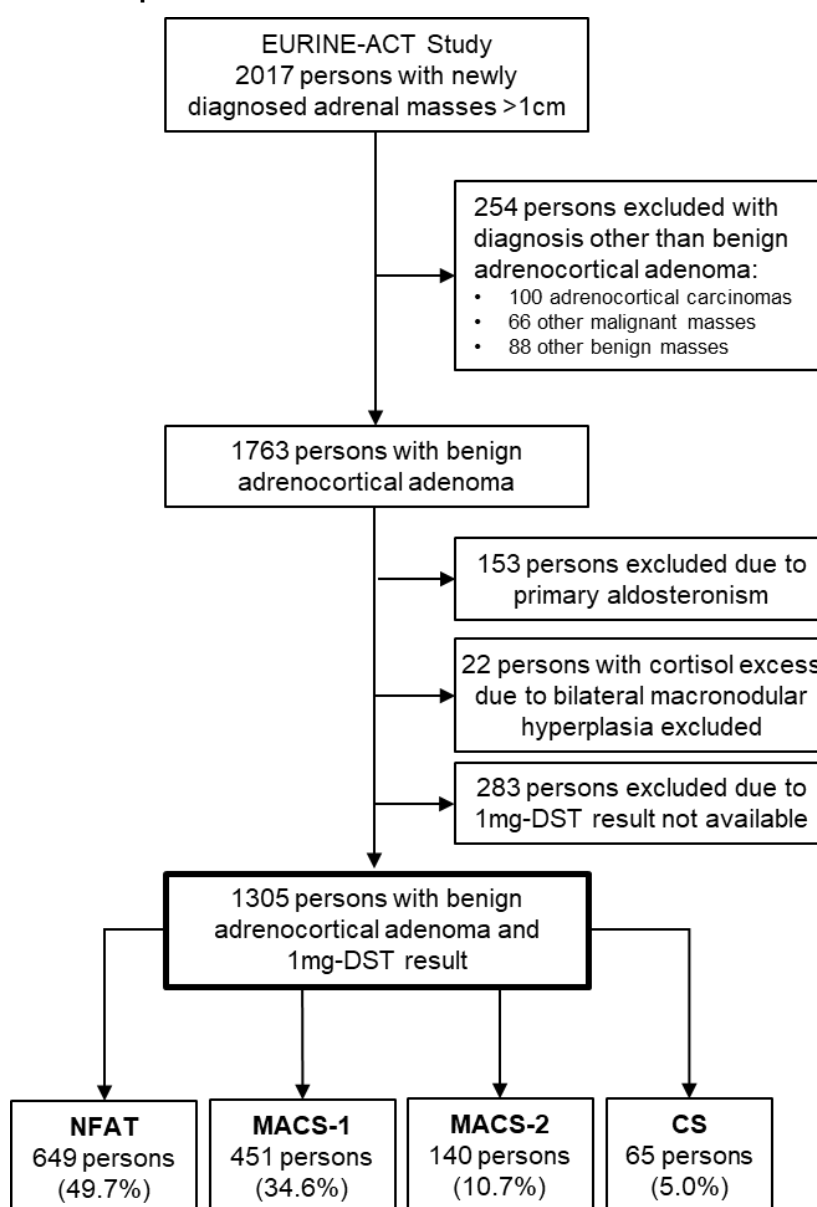 EURINE-ACT Study
2017 persons with newly
diagnosed adrenal masses >1cm
254 persons excluded with
diagnosis other than benign
adrenocortical adenoma:
• 100 adrenocortical carcinomas
• 66 other malignant masses
• 88 other benign masses
1763 persons with benign
adrenocortical adenoma
153 persons excluded due to
primary aldosteronism
22 persons with cortisol excess
due to bilateral macronodular
hyperplasia excluded
283 persons excluded due to
1mg-DST result not available
1305 persons with benign
adrenocortical adenoma and
1mg-DST result
NFAT
649 persons
(49.7%)
MACS-1
451 persons
(34.6%)
MACS-2
140 persons
(10.7%)
CS
65 persons
(5.0%)